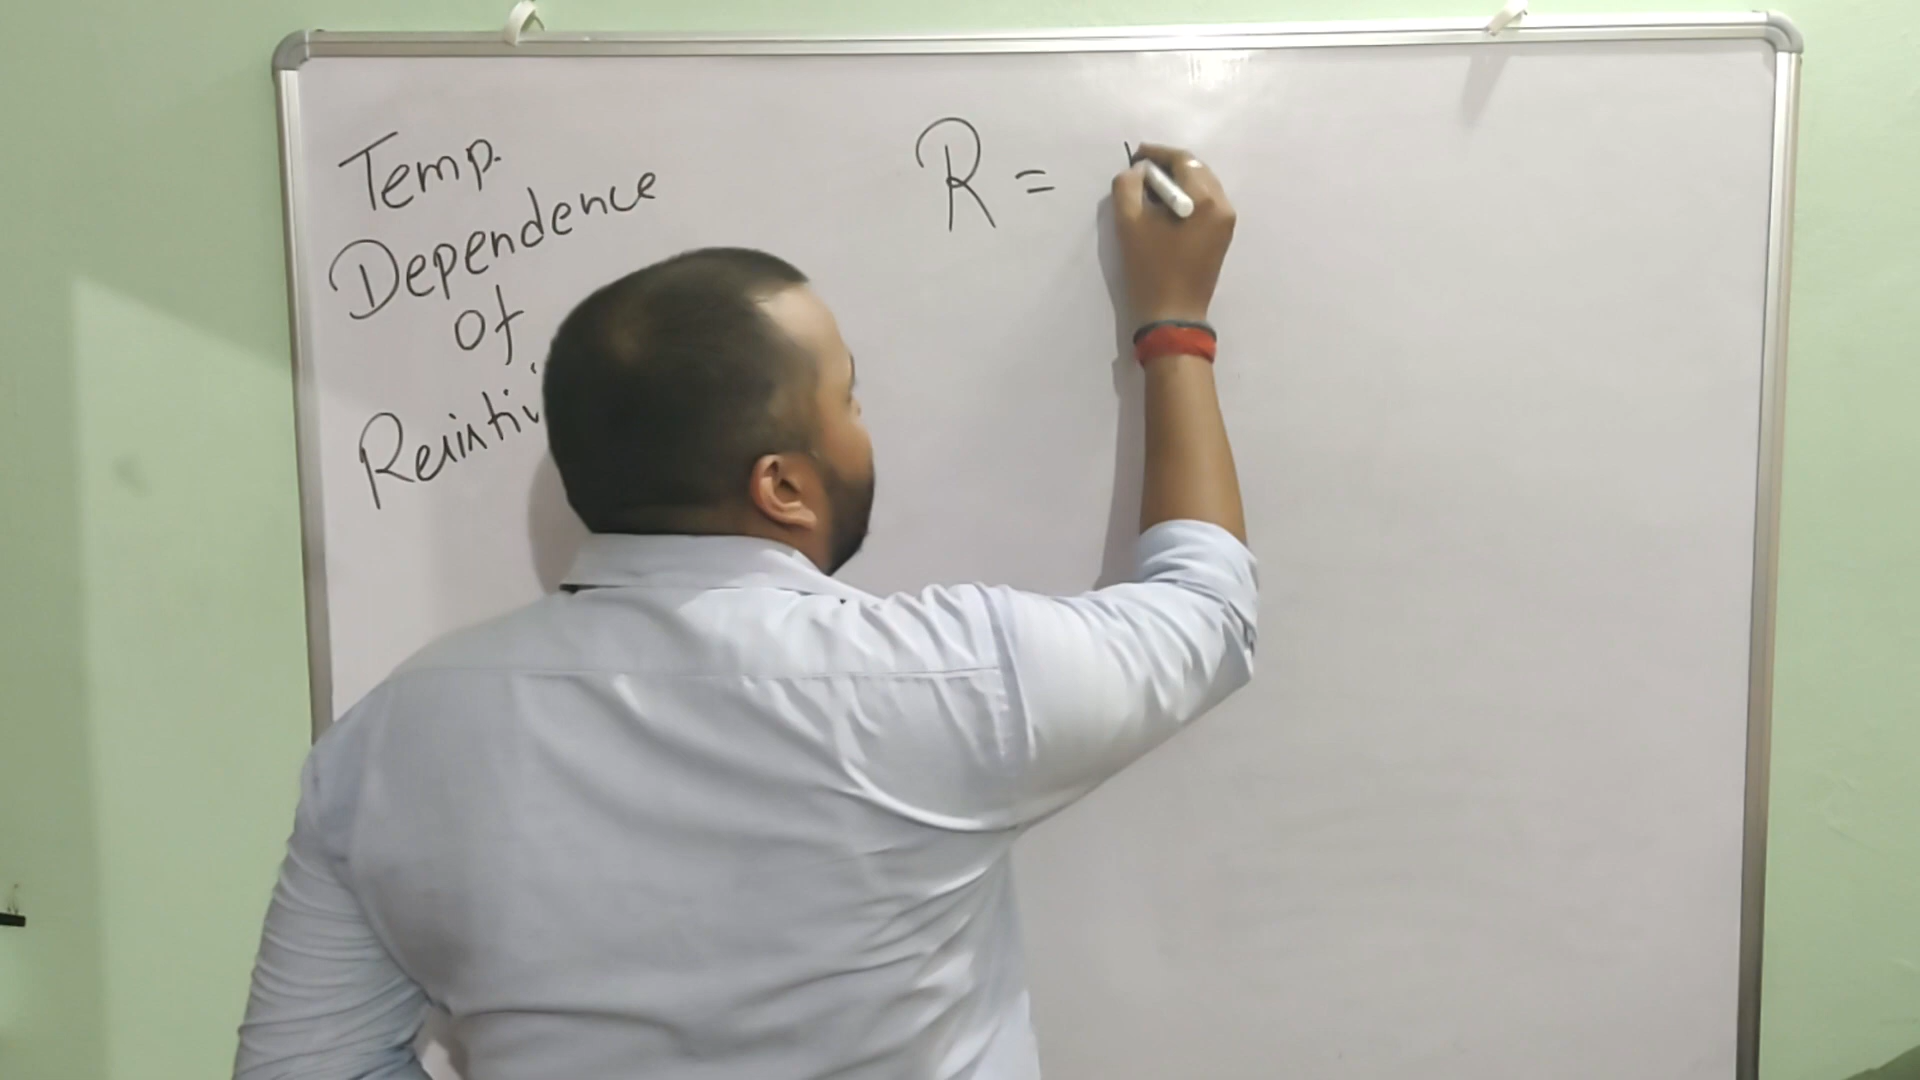 Temp.
Dependence
of
R =